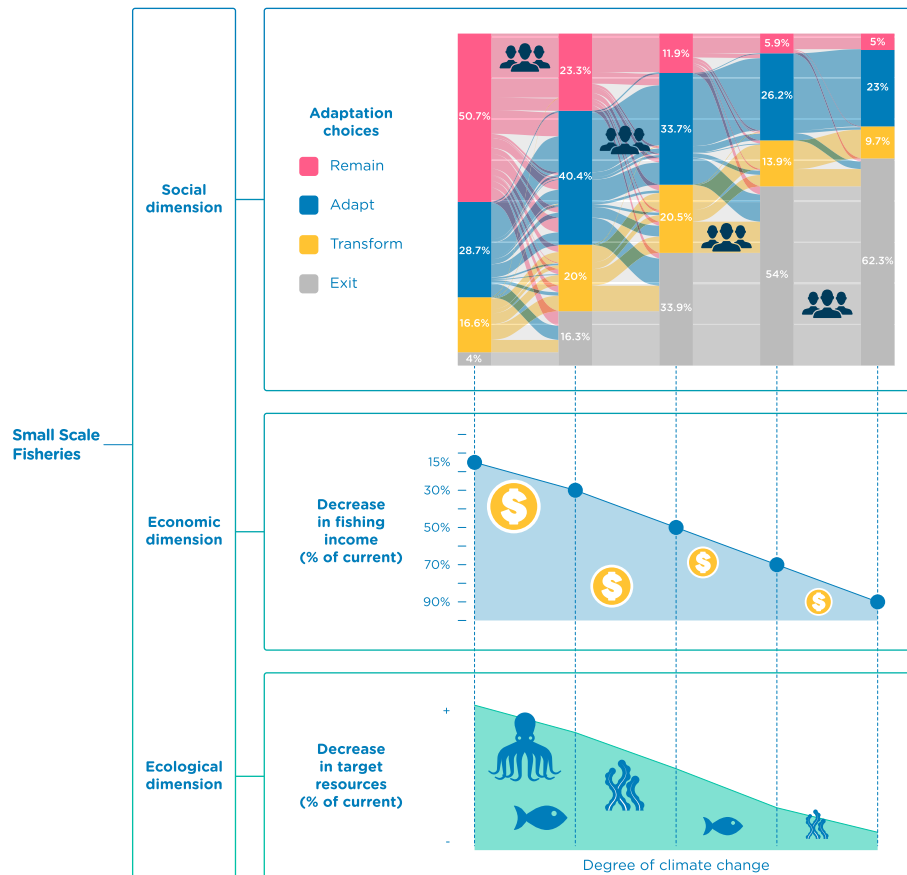 Small Scale
Fisheries
Social
dimension
Adaptation
choices
Remain
Adapt
Transform
Exit
50.7%
28.7%
16.6%
4%
23.3%
40.4%
20%
16.3%
11.9%
33.7%
20.5%
33.9%
5.9%
26.2%
13.9%
54%
5%
23%
9.7%
62.3%
Economic
dimension
Decrease
in fishing
income
(% of current)
15%
30%
50%
70%
90%
$
$
$
$
Ecological
dimension
Decrease
in target
resources
(% of current)
+
-
Degree of climate change